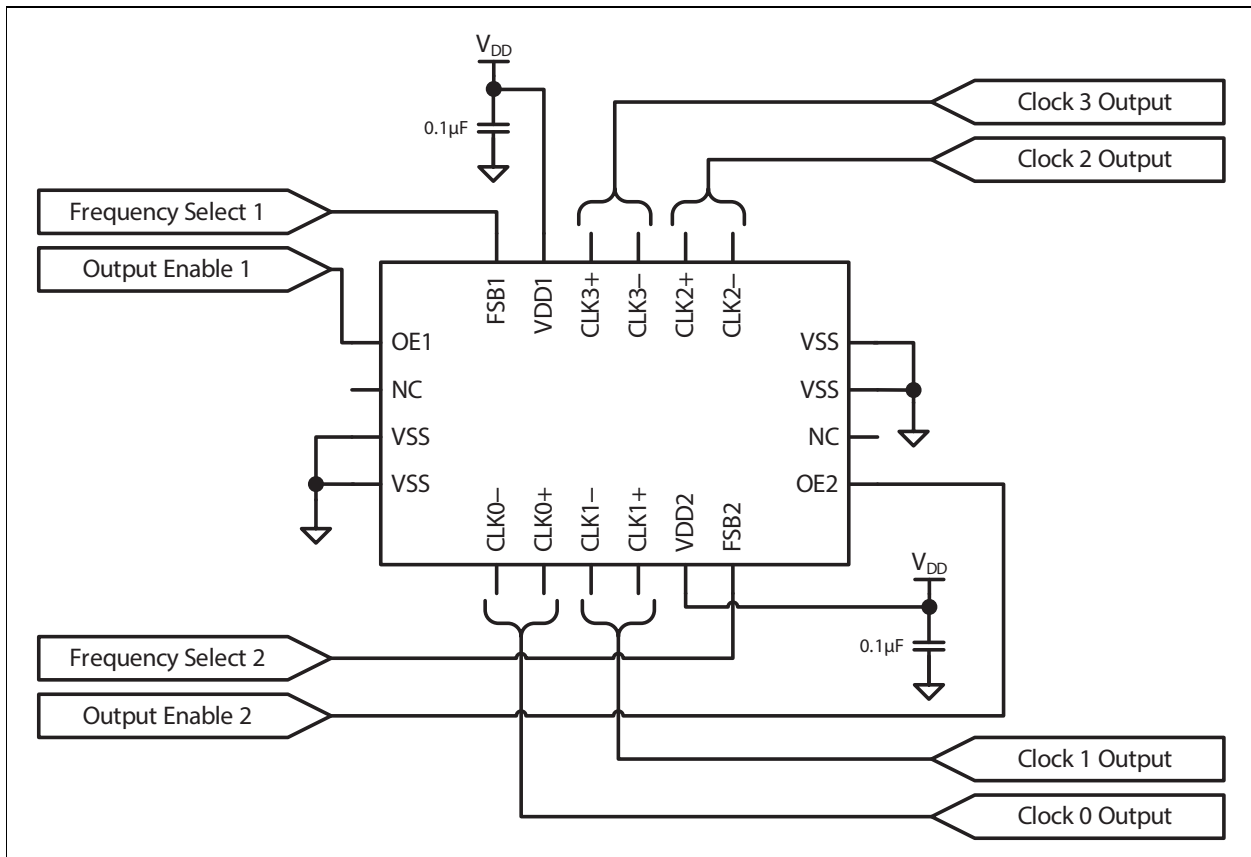 VDD
Clock 3 Output
0.1µF
Clock 2 Output
Frequency Select 1
Output Enable 1
FSB1
VDD1
CLK3+
CLK3–
CLK2+
CLK2–
OE1
VSS
NC
VSS
VSS
NC
VSS
OE2
CLK0–
CLK0+
CLK1–
CLK1+
VDD2
FSB2
VDD
Frequency Select 2
0.1µF
Output Enable 2
Clock 1 Output
Clock 0 Output